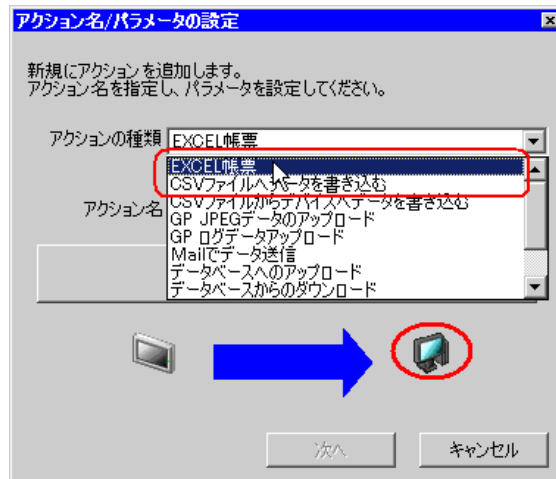 アクション名/パラメータの設定
新規にアクションを追加します。
アクション名を指定し、パラメータを設定してください。
アクションの種類 EXCEL帳票
EXCEL帳票
CSVファイルへデータを書き込む
アクション名 CSVファイルからデバイスへデータを書き込む
GP JPEGデータのアップロード
GP ログデータアップロード
Mailでデータ送信
データベースへのアップロード
データベースからのダウンロード
次へ キャンセル